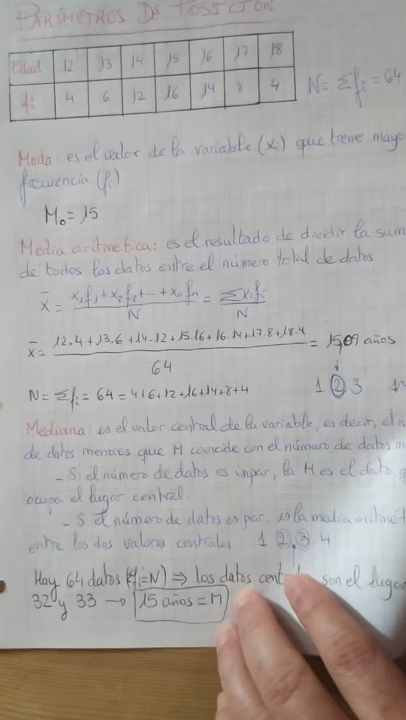 PARÁMETROS DE POSICIÓN
Edad 12 13 14 15 16 17 18
fi 4 6 12 16 14 8 4
N = Σfi = 64
Moda: es el valor de la variable (xi) que tiene mayo
frecuencia (fi)
Mo = 15
Media aritmética: es el resultado de dividir la sum
de todos los datos entre el número total de datos
x̄ = x1f1 + x2f2 + ... + xnfn / N = Σxifi / N
x̄ = 12·4 + 13·6 + 14·12 + 15·16 + 16·14 + 17·8 + 18·4 / 64 = 15,09 años
N = Σfi = 64 = 4+6+12+16+14+8+4
1 2 3
Mediana: es el valor central de la variable, es decir, el n
de datos menores que M coincide con el número de datos m
- Si el número de datos es impar, la M es el dato q
ocupa el lugar central
- Si el número de datos es par, es la media aritmét
entre los dos valores centrales 1 2, 3 4
Hay 64 datos (fi=N) ⇒ Los datos cent son el lugar
32 y 33 → 15 años = M